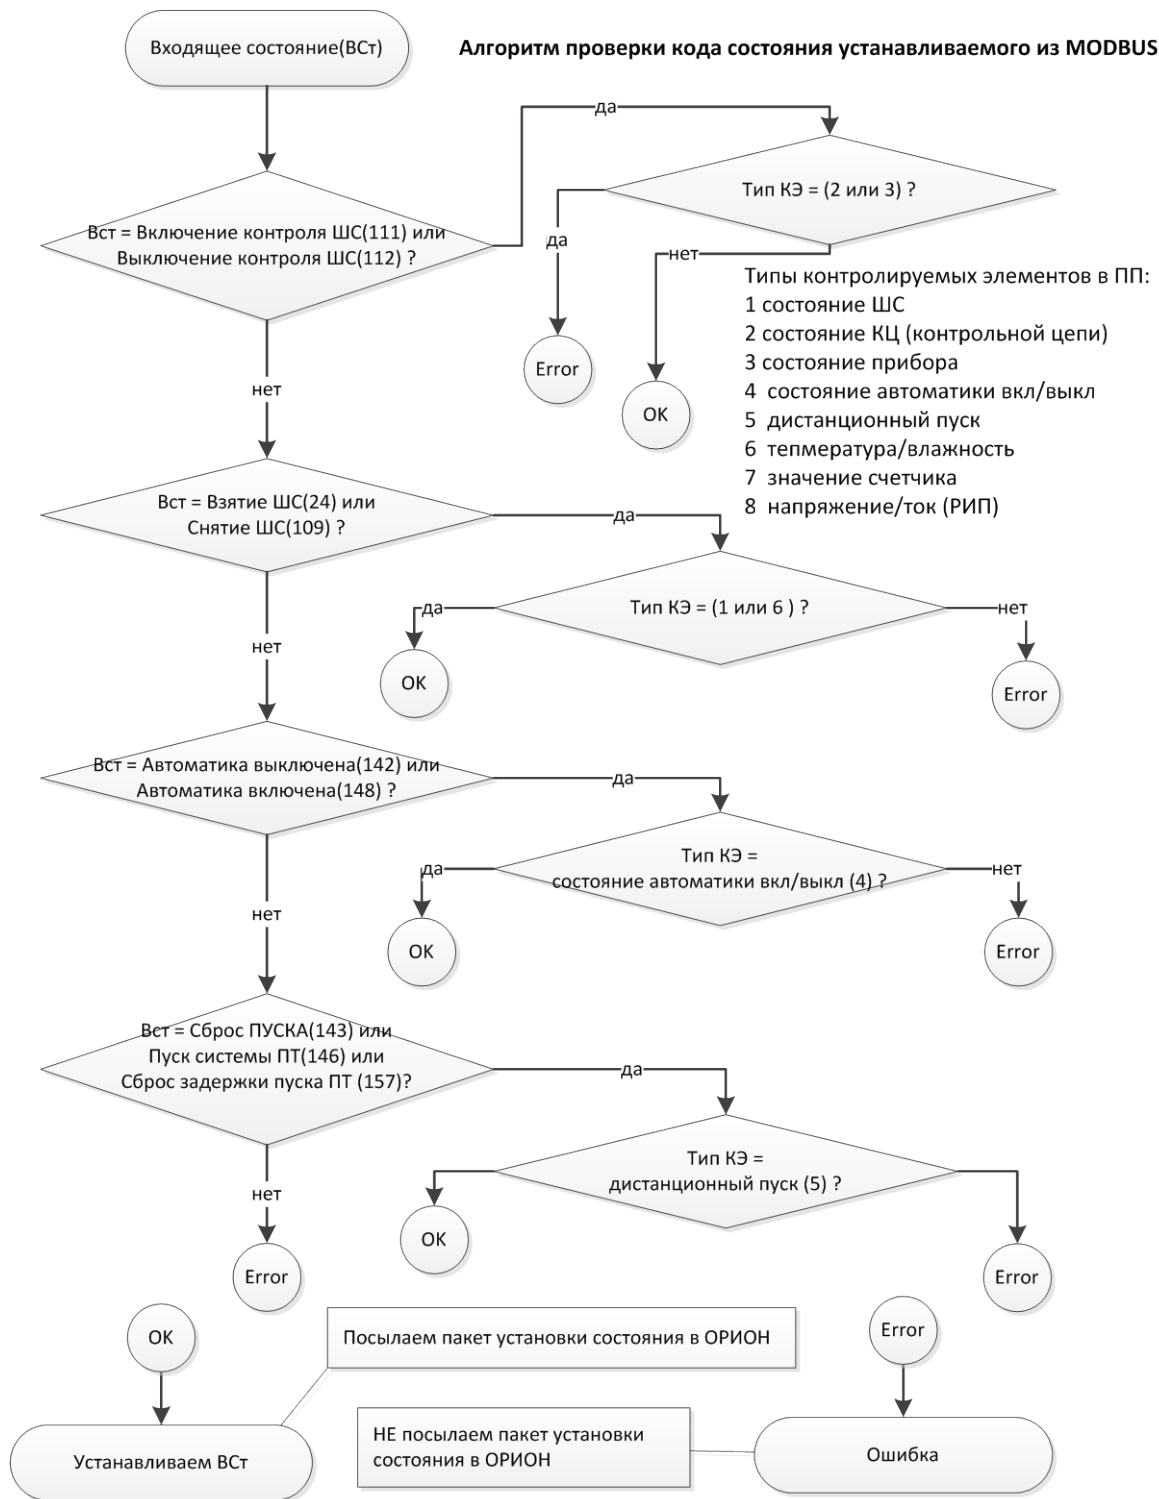 Входящее состояние(ВСт)
Алгоритм проверки кода состояния устанавливаемого из MODBUS
да
Тип КЭ = (2 или 3) ?
Вст = Включение контроля ШС(111) или
Выключение контроля ШС(112) ?
да
нет
Error
OK
Типы контролируемых элементов в ПП:
1 состояние ШС
2 состояние КЦ (контрольной цепи)
3 состояние прибора
4 состояние автоматики вкл/выкл
5 дистанционный пуск
6 тепмература/влажность
7 значение счетчика
8 напряжение/ток (РИП)
нет
Вст = Взятие ШС(24) или
Снятие ШС(109) ?
да
Тип КЭ = (1 или 6 ) ?
да
нет
OK
Error
нет
Вст = Автоматика выключена(142) или
Автоматика включена(148) ?
да
Тип КЭ =
состояние автоматики вкл/выкл (4) ?
да
нет
OK
Error
нет
Вст = Сброс ПУСКА(143) или
Пуск системы ПТ(146) или
Сброс задержки пуска ПТ (157)?
да
Тип КЭ =
дистанционный пуск (5) ?
OK
Error
нет
Error
OK
Посылаем пакет установки состояния в ОРИОН
Error
Устанавливаем ВСт
НЕ посылаем пакет установки
состояния в ОРИОН
Ошибка